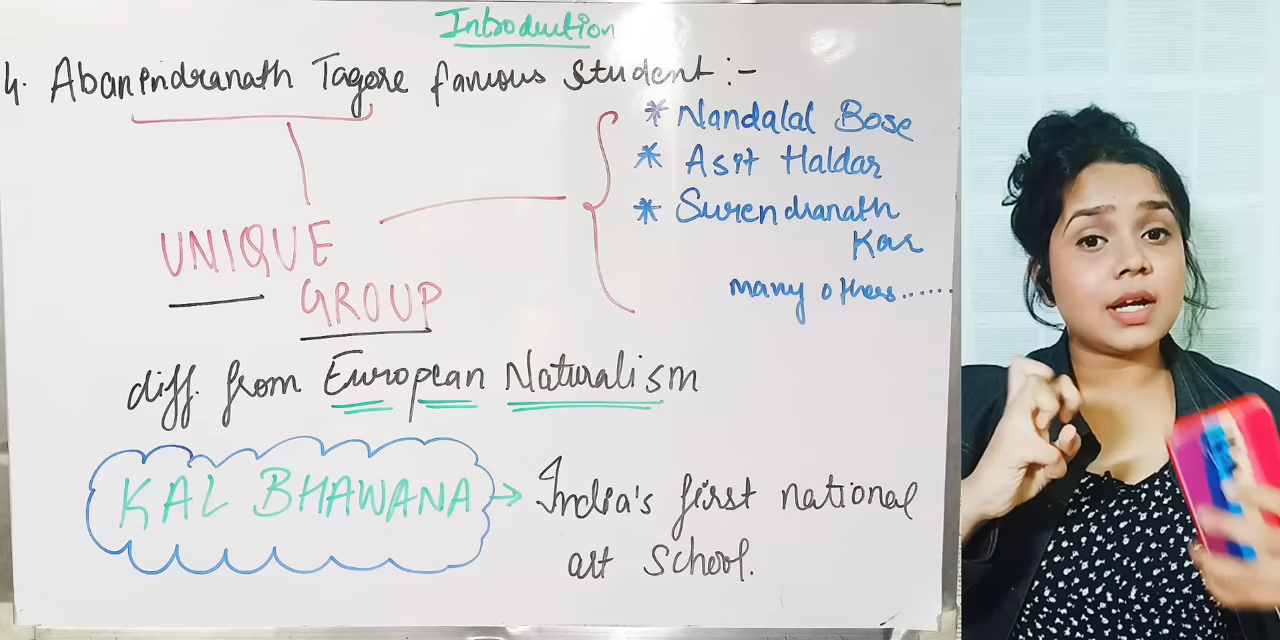 Introduction
4. Abanindranath Tagore famous student :-
* Nandalal Bose
* Asit Haldar
* Surendranath
Kar
many others......
UNIQUE
GROUP
diff. from European Naturalism
KAL BHAWANA → India's first national
art school.